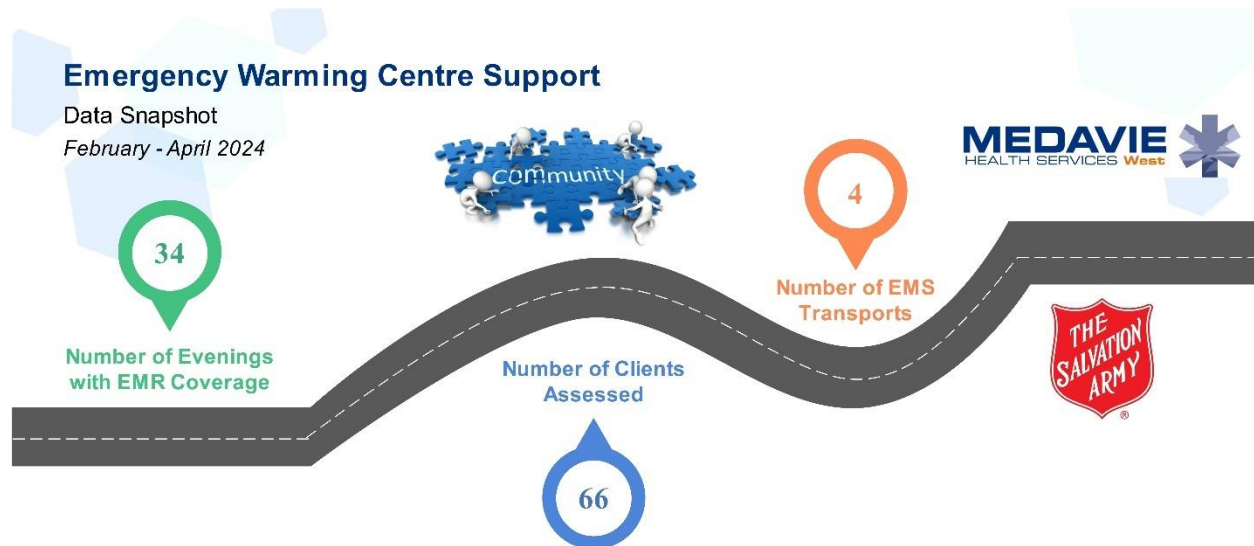 Emergency Warming Centre Support
Data Snapshot
February - April 2024
community
MEDAVIE
HEALTH SERVICES West
34
Number of Evenings
with EMR Coverage
4
Number of EMS
Transports
Number of Clients
Assessed
66
THE
SALVATION
ARMY
®